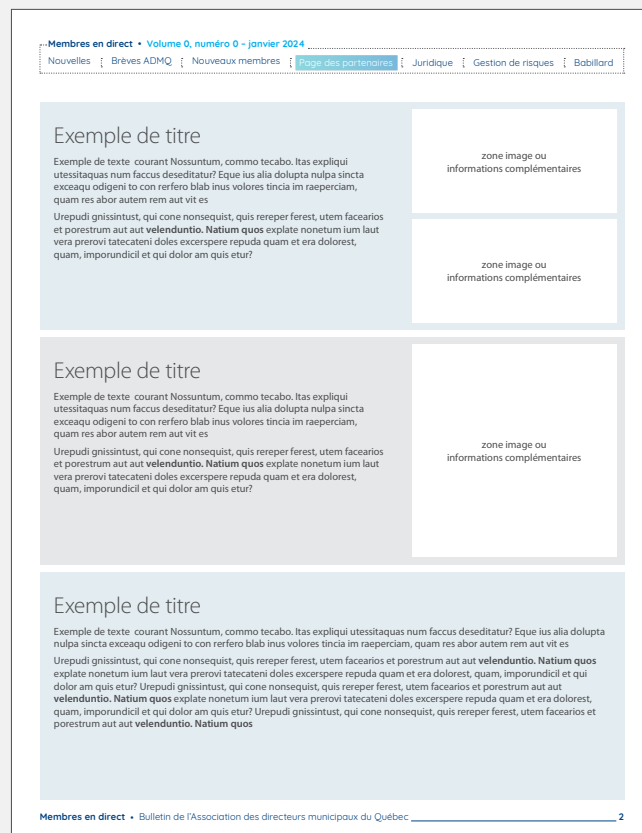 Membres en direct • Volume 0, numéro 0 – janvier 2024
Nouvelles Brèves ADMQ Nouveaux membres Page des partenaires Juridique Gestion de risques Babillard
Exemple de titre
Exemple de texte courant Nossuntum, commo tecabo. Itas expliqui
utessitaquas num faccus deseditatur? Eque ius alia dolupta nulpa sincta
exceaqu odigeni to con rerfero blab inus volores tincia im raeperciam,
quam res abor autem rem aut vit es
Urepudi gnissintust, qui cone nonsequist, quis rereper ferest, utem facearios
et porestrum aut aut velenduntio. Natium quos explate nonetum ium laut
vera prerovi tatecateni doles excerspere repuda quam et era dolorest,
quam, imporundicil et qui dolor am quis etur?
zone image ou
informations complémentaires
zone image ou
informations complémentaires
Exemple de titre
Exemple de texte courant Nossuntum, commo tecabo. Itas expliqui
utessitaquas num faccus deseditatur? Eque ius alia dolupta nulpa sincta
exceaqu odigeni to con rerfero blab inus volores tincia im raeperciam,
quam res abor autem rem aut vit es
Urepudi gnissintust, qui cone nonsequist, quis rereper ferest, utem facearios
et porestrum aut aut velenduntio. Natium quos explate nonetum ium laut
vera prerovi tatecateni doles excerspere repuda quam et era dolorest,
quam, imporundicil et qui dolor am quis etur?
zone image ou
informations complémentaires
Exemple de titre
Exemple de texte courant Nossuntum, commo tecabo. Itas expliqui utessitaquas num faccus deseditatur? Eque ius alia dolupta
nulpa sincta exceaqu odigeni to con rerfero blab inus volores tincia im raeperciam, quam res abor autem rem aut vit es
Urepudi gnissintust, qui cone nonsequist, quis rereper ferest, utem facearios et porestrum aut aut velenduntio. Natium quos
explate nonetum ium laut vera prerovi tatecateni doles excerspere repuda quam et era dolorest, quam, imporundicil et qui
dolor am quis etur? Urepudi gnissintust, qui cone nonsequist, quis rereper ferest, utem facearios et porestrum aut aut
velenduntio. Natium quos explate nonetum ium laut vera prerovi tatecateni doles excerspere repuda quam et era dolorest,
quam, imporundicil et qui dolor am quis etur? Urepudi gnissintust, qui cone nonsequist, quis rereper ferest, utem facearios et
porestrum aut aut velenduntio. Natium quos
Membres en direct • Bulletin de l'Association des directeurs municipaux du Québec 2